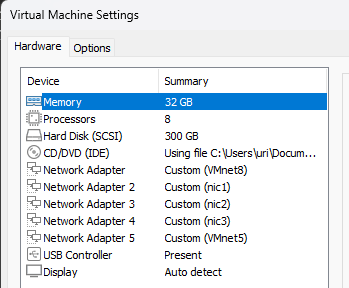 Virtual Machine Settings
Hardware Options
Device Summary
Memory 32 GB
Processors 8
Hard Disk (SCSI) 300 GB
CD/DVD (IDE) Using file C:\Users\uri\Docum...
Network Adapter Custom (VMnet8)
Network Adapter 2 Custom (nic1)
Network Adapter 3 Custom (nic2)
Network Adapter 4 Custom (nic3)
Network Adapter 5 Custom (VMnet5)
USB Controller Present
Display Auto detect